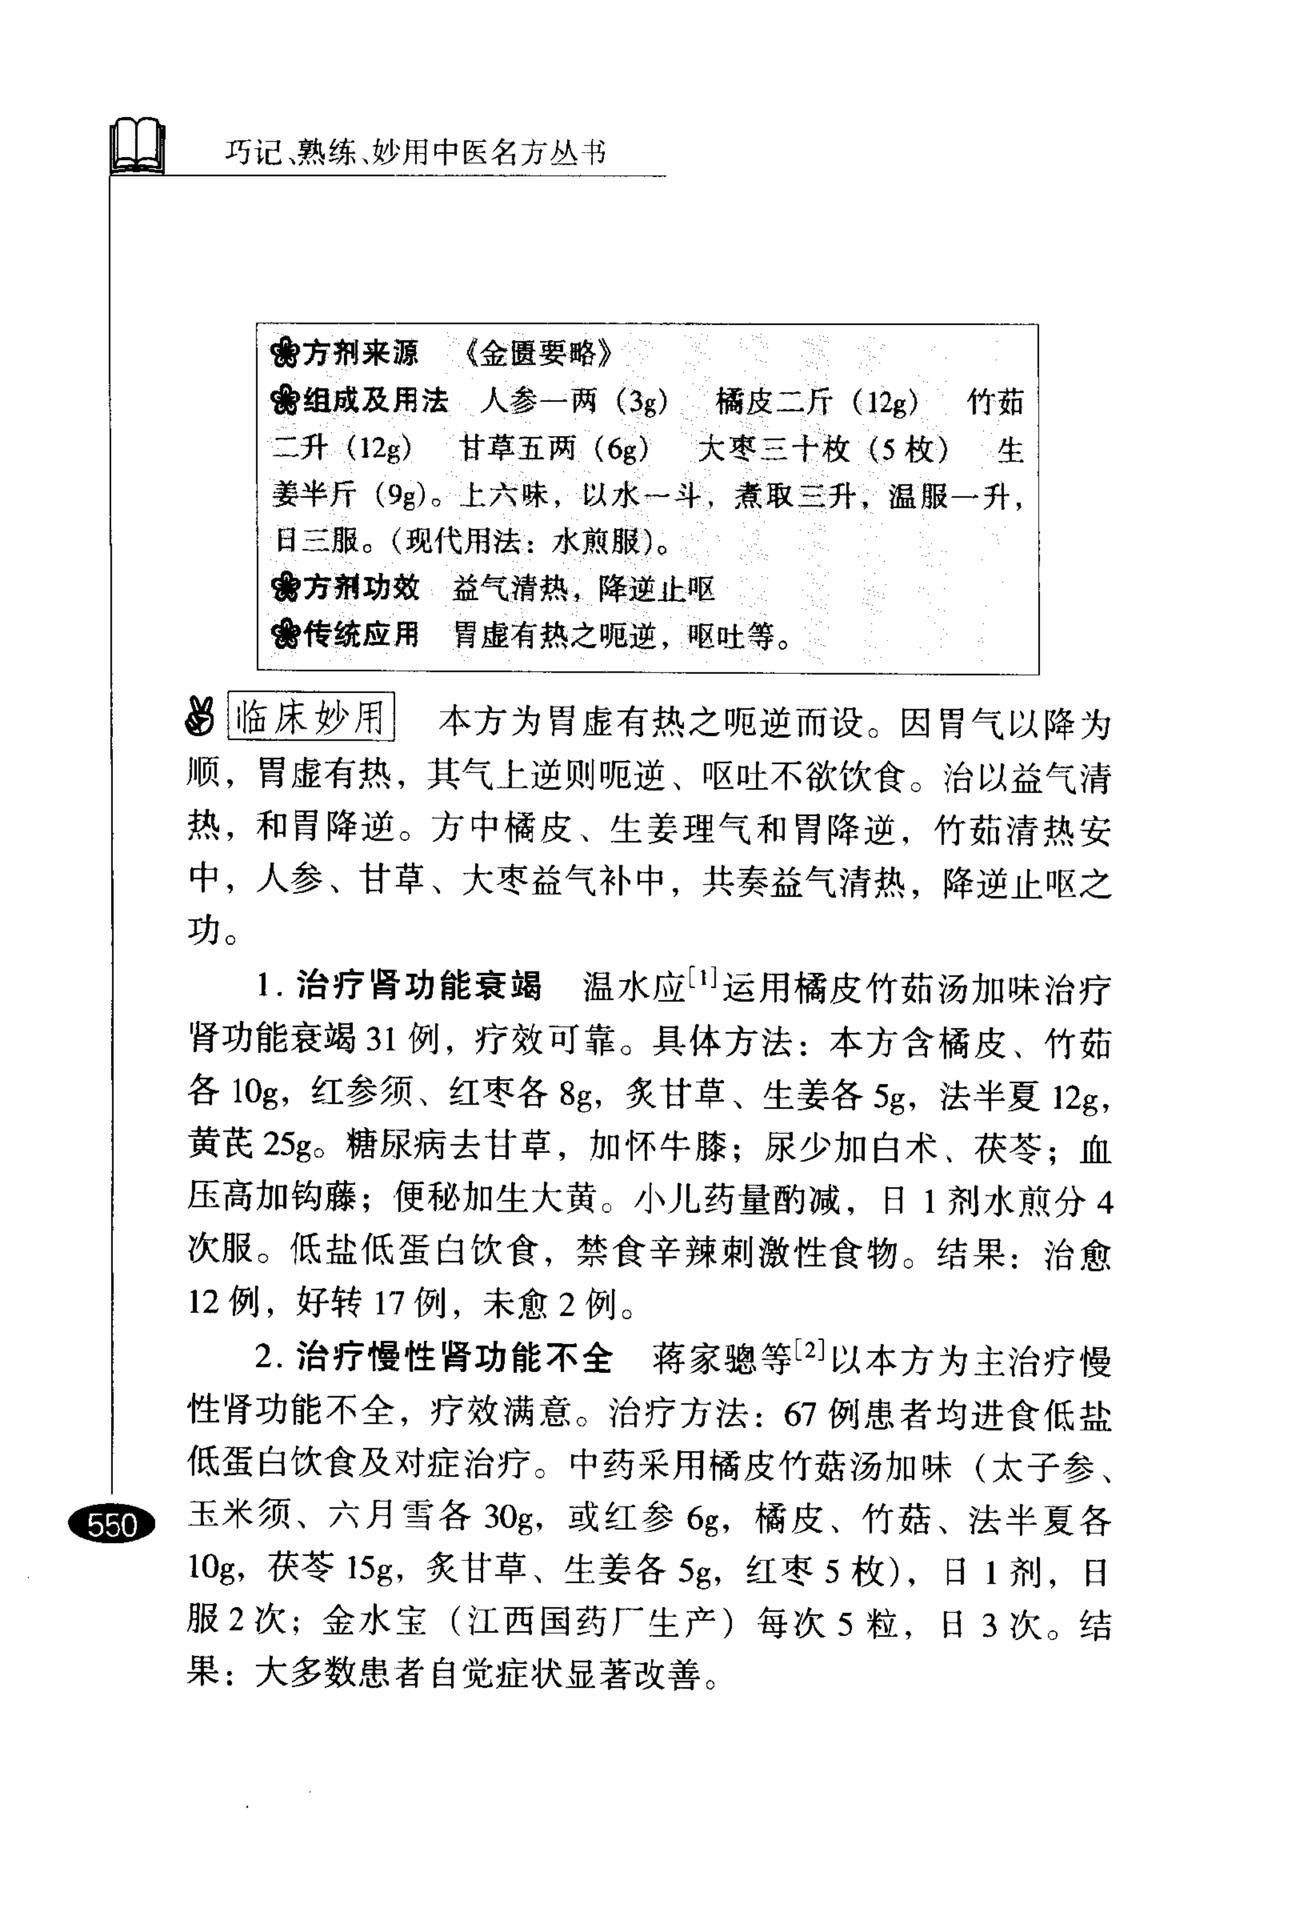 巧记、熟练、妙用中医名方丛书
方剂来源 《金匮要略》
组成及用法 人参一两（3g） 橘皮二斤（12g） 竹茹
二升（12g） 甘草五两（6g） 大枣三十枚（5枚） 生
姜半斤（9g）。上六味，以水一斗，煮取三升，温服一升，
日三服。（现代用法：水煎服）。
方剂功效 益气清热，降逆止呕
传统应用 胃虚有热之呃逆，呕吐等。
临床妙用 本方为胃虚有热之呃逆而设。因胃气以降为
顺，胃虚有热，其气上逆则呃逆、呕吐不欲饮食。治以益气清
热，和胃降逆。方中橘皮、生姜理气和胃降逆，竹茹清热安
中，人参、甘草、大枣益气补中，共奏益气清热，降逆止呕之
功。
1. 治疗肾功能衰竭 温水应[1]运用橘皮竹茹汤加味治疗
肾功能衰竭31例，疗效可靠。具体方法：本方含橘皮、竹茹
各10g，红参须、红枣各8g，炙甘草、生姜各5g，法半夏12g，
黄芪25g。糖尿病去甘草，加怀牛膝；尿少加白术、茯苓；血
压高加钩藤；便秘加生大黄。小儿药量酌减，日1剂水煎分4
次服。低盐低蛋白饮食，禁食辛辣刺激性食物。结果：治愈
12例，好转17例，未愈2例。
2. 治疗慢性肾功能不全 蒋家骢等[2]以本方为主治疗慢
性肾功能不全，疗效满意。治疗方法：67例患者均进食低盐
低蛋白饮食及对症治疗。中药采用橘皮竹菇汤加味（太子参、
玉米须、六月雪各30g，或红参6g，橘皮、竹菇、法半夏各
10g，茯苓15g，炙甘草、生姜各5g，红枣5枚），日1剂，日
服2次；金水宝（江西国药厂生产）每次5粒，日3次。结
果：大多数患者自觉症状显著改善。
550